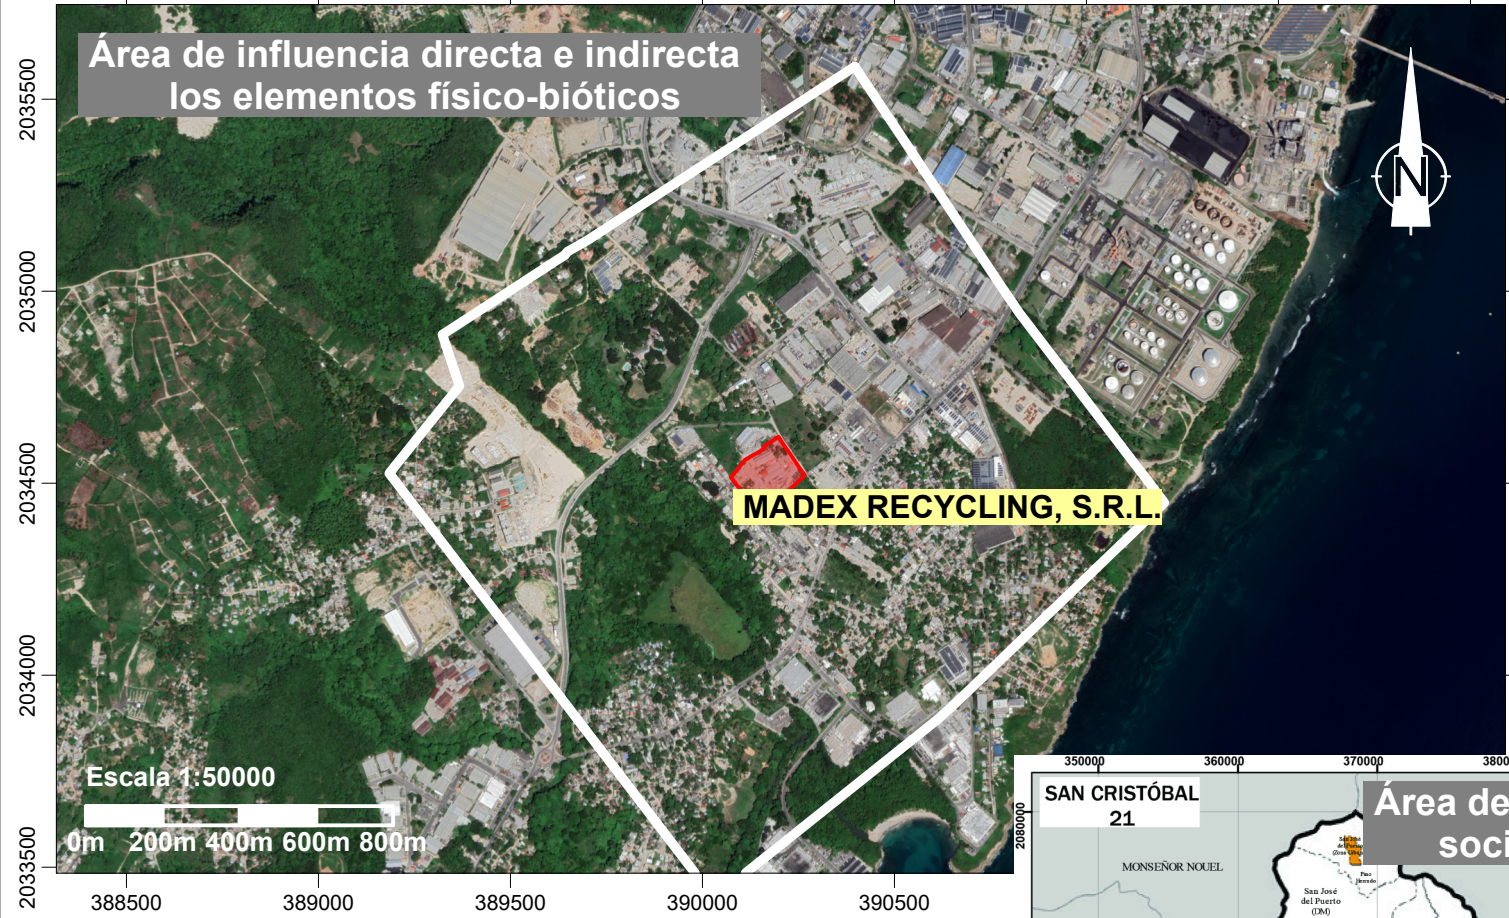 Área de influencia directa e indirecta
los elementos físico-bióticos
2035500
2035000
2034500
2034000
2033500
N
MADEX RECYCLING, S.R.L.
Escala 1:50000
0m 200m 400m 600m 800m
388500 389000 389500 390000 390500
350000 360000 370000 3800
2080000
SAN CRISTÓBAL
21
Área de
soci
MONSEÑOR NOUEL
San José
del Puerto
(DM)